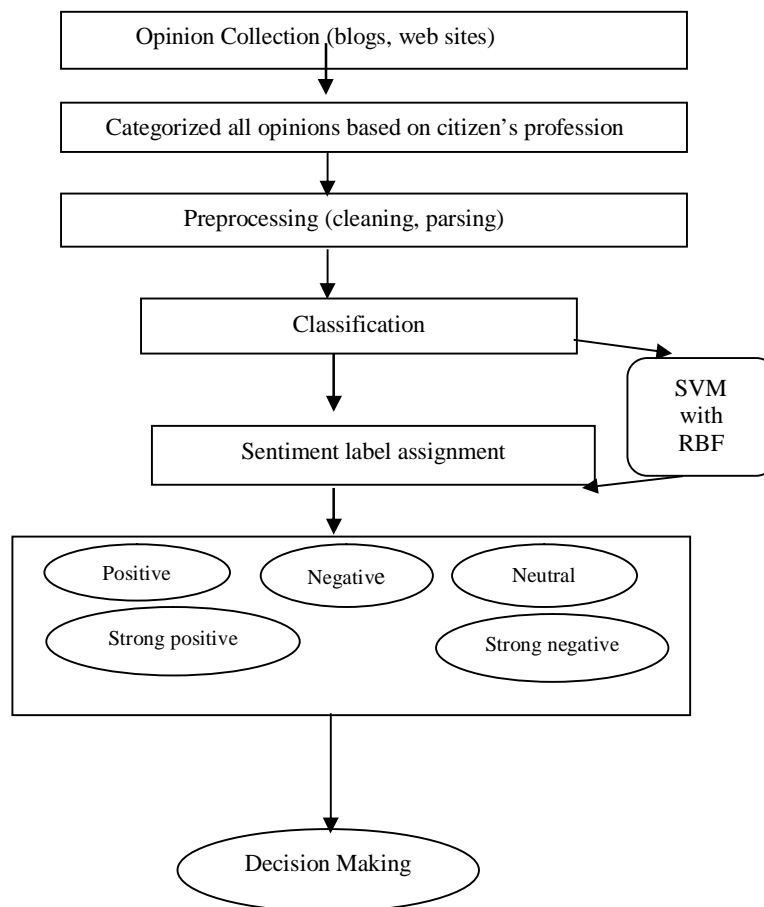 Opinion Collection (blogs, web sites)
Categorized all opinions based on citizen’s profession
Preprocessing (cleaning, parsing)
Classification
SVM
with
RBF
Sentiment label assignment
Positive
Negative
Neutral
Strong positive
Strong negative
Decision Making